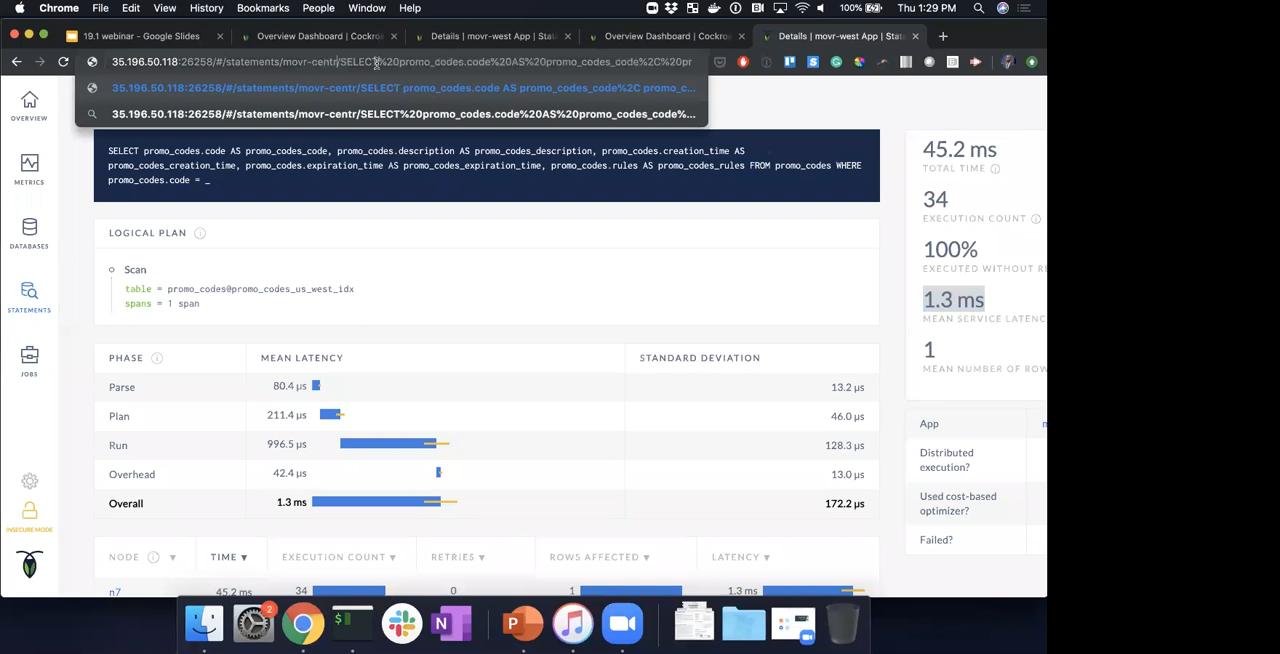 Chrome File Edit View History Bookmarks People Window Help 100% Thu 1:29 PM
19.1 webinar - Google Slides Overview Dashboard | Cockro Details | movr-west App | Stat Overview Dashboard | Cockro Details | movr-west App | Stat
35.196.50.118:26258/#/statements/movr-centr/SELECT%20promo_codes.code%20AS%20promo_codes_code%2C%20pr
35.196.50.118:26258/#/statements/movr-centr/SELECT promo_codes.code AS promo_codes_code%2C promo_c...
35.196.50.118:26258/#/statements/movr-centr/SELECT%20promo_codes.code%20AS%20promo_codes_code%...
OVERVIEW
METRICS
DATABASES
STATEMENTS
JOBS
INSECURE MODE
SELECT promo_codes.code AS promo_codes_code, promo_codes.description AS promo_codes_description, promo_codes.creation_time AS
promo_codes_creation_time, promo_codes.expiration_time AS promo_codes_expiration_time, promo_codes.rules AS promo_codes_rules FROM promo_codes WHERE
promo_codes.code = _
LOGICAL PLAN
Scan
table = promo_codes@promo_codes_us_west_idx
spans = 1 span
PHASE MEAN LATENCY STANDARD DEVIATION
Parse 80.4 µs 13.2 µs
Plan 211.4 µs 46.0 µs
Run 996.5 µs 128.3 µs
Overhead 42.4 µs 13.0 µs
Overall 1.3 ms 172.2 µs
NODE TIME EXECUTION COUNT RETRIES ROWS AFFECTED LATENCY
n7 45.2 ms 34 0 1 1.3 ms
45.2 ms
TOTAL TIME
34
EXECUTION COUNT
100%
EXECUTED WITHOUT RE
1.3 ms
MEAN SERVICE LATENC
1
MEAN NUMBER OF ROW
App m
Distributed
execution?
Used cost-based
optimizer?
Failed?
2